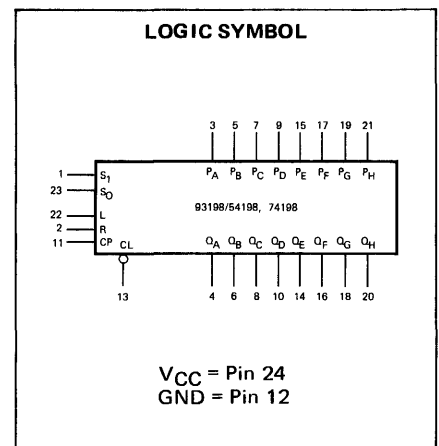 LOGIC SYMBOL
3 5 7 9 15 17 19 21
1 S1 PA PB PC PD PE PF PG PH
23 S0
93198/54198, 74198
22 L
2 R
11 CP CL QA QB QC QD QE QF QG QH
13 4 6 8 10 14 16 18 20
VCC = Pin 24
GND = Pin 12